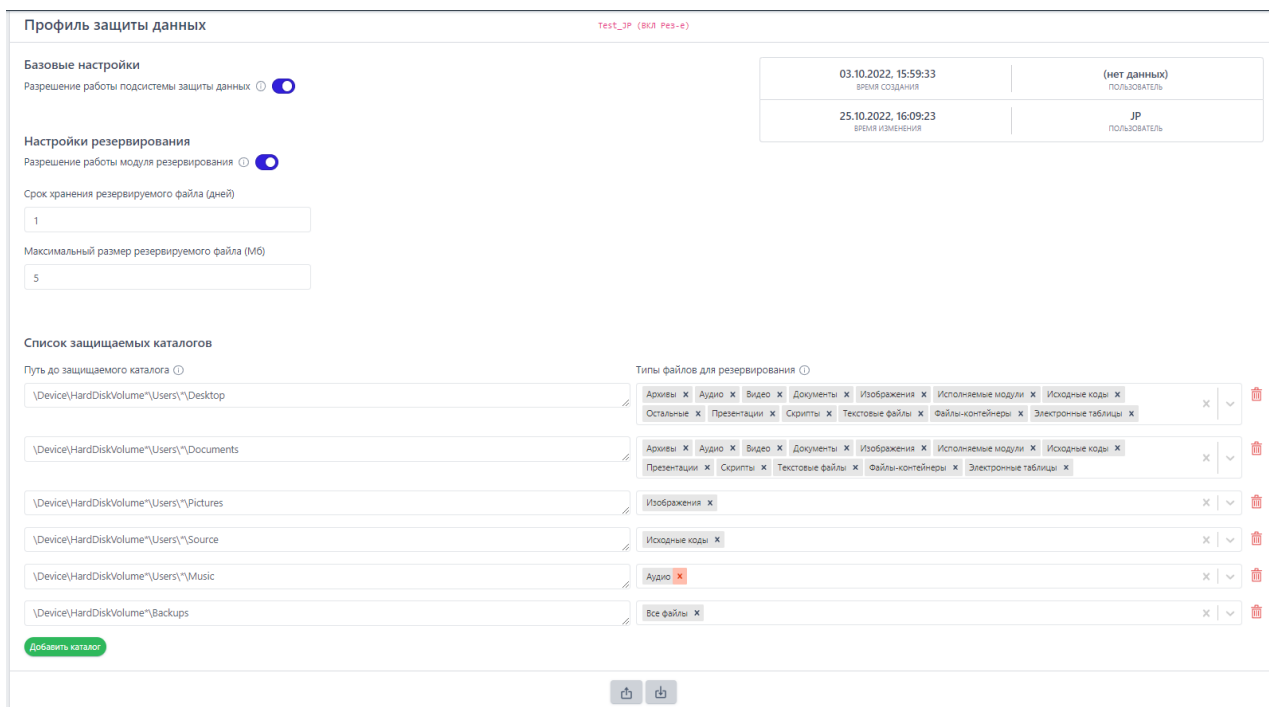 Профиль защиты данных
Test_JP (ВКЛ Рез-е)
Базовые настройки
Разрешение работы подсистемы защиты данных
03.10.2022, 15:59:33
ВРЕМЯ СОЗДАНИЯ
(нет данных)
ПОЛЬЗОВАТЕЛЬ
25.10.2022, 16:09:23
ВРЕМЯ ИЗМЕНЕНИЯ
JP
ПОЛЬЗОВАТЕЛЬ
Настройки резервирования
Разрешение работы модуля резервирования
Срок хранения резервируемого файла (дней)
1
Максимальный размер резервируемого файла (Мб)
5
Список защищаемых каталогов
Путь до защищаемого каталога
Типы файлов для резервирования
\Device\HardDiskVolume*\Users\*\Desktop
Архивы x Аудио x Видео x Документы x Изображения x Исполняемые модули x Исходные коды x
Остальные x Презентации x Скрипты x Текстовые файлы x Файлы-контейнеры x Электронные таблицы x
\Device\HardDiskVolume*\Users\*\Documents
Архивы x Аудио x Видео x Документы x Изображения x Исполняемые модули x Исходные коды x
Презентации x Скрипты x Текстовые файлы x Файлы-контейнеры x Электронные таблицы x
\Device\HardDiskVolume*\Users\*\Pictures
Изображения x
\Device\HardDiskVolume*\Users\*\Source
Исходные коды x
\Device\HardDiskVolume*\Users\*\Music
Аудио x
\Device\HardDiskVolume*\Backups
Все файлы x
Добавить каталог